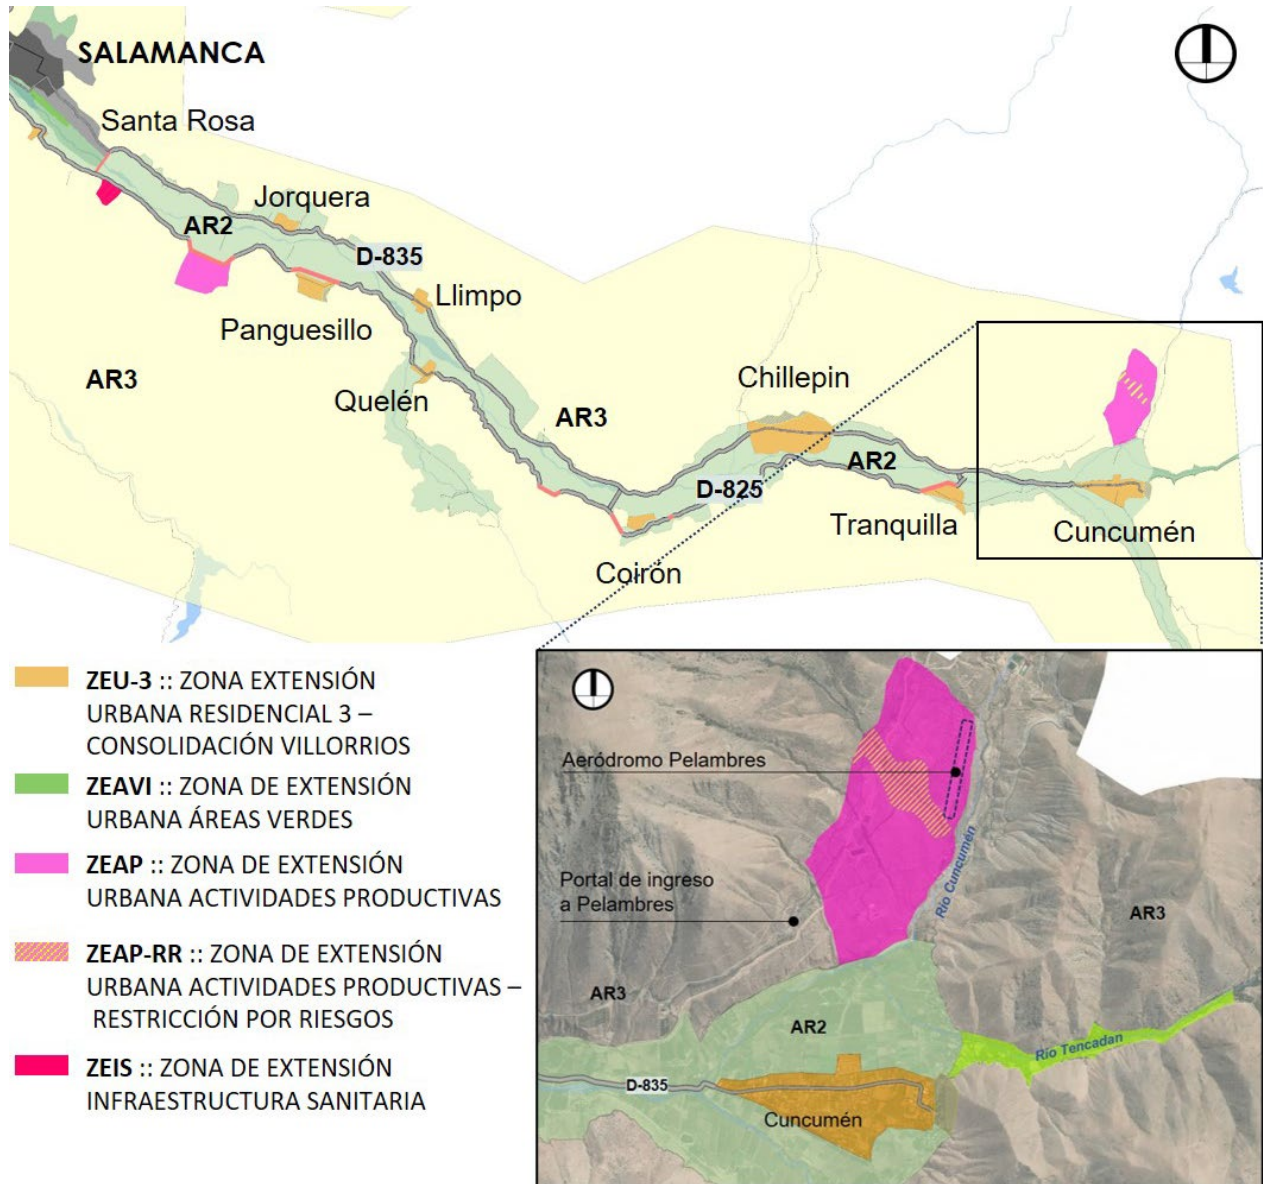 SALAMANCA
Santa Rosa
Jorquera
AR2
D-835
Llimpo
Panguesillo
AR3
Chillepin
Quelén
AR3
AR2
D-825
Tranquilla
Cuncumén
Coirón
ZEU-3 :: ZONA EXTENSIÓN
URBANA RESIDENCIAL 3 –
CONSOLIDACIÓN VILLORRIOS
ZEAVI :: ZONA DE EXTENSIÓN
URBANA ÁREAS VERDES
ZEAP :: ZONA DE EXTENSIÓN
URBANA ACTIVIDADES PRODUCTIVAS
ZEAP-RR :: ZONA DE EXTENSIÓN
URBANA ACTIVIDADES PRODUCTIVAS –
RESTRICCIÓN POR RIESGOS
ZEIS :: ZONA DE EXTENSIÓN
INFRAESTRUCTURA SANITARIA
Aeródromo Pelambres
Portal de ingreso
a Pelambres
Río Cuncumén
AR3
AR3
AR2
Río Tencadan
D-835
Cuncumén